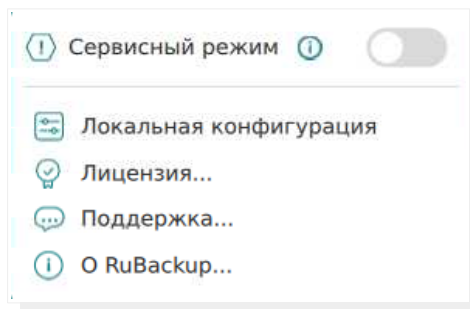 Сервисный режим
Локальная конфигурация
Лицензия...
Поддержка...
О RuBackup...